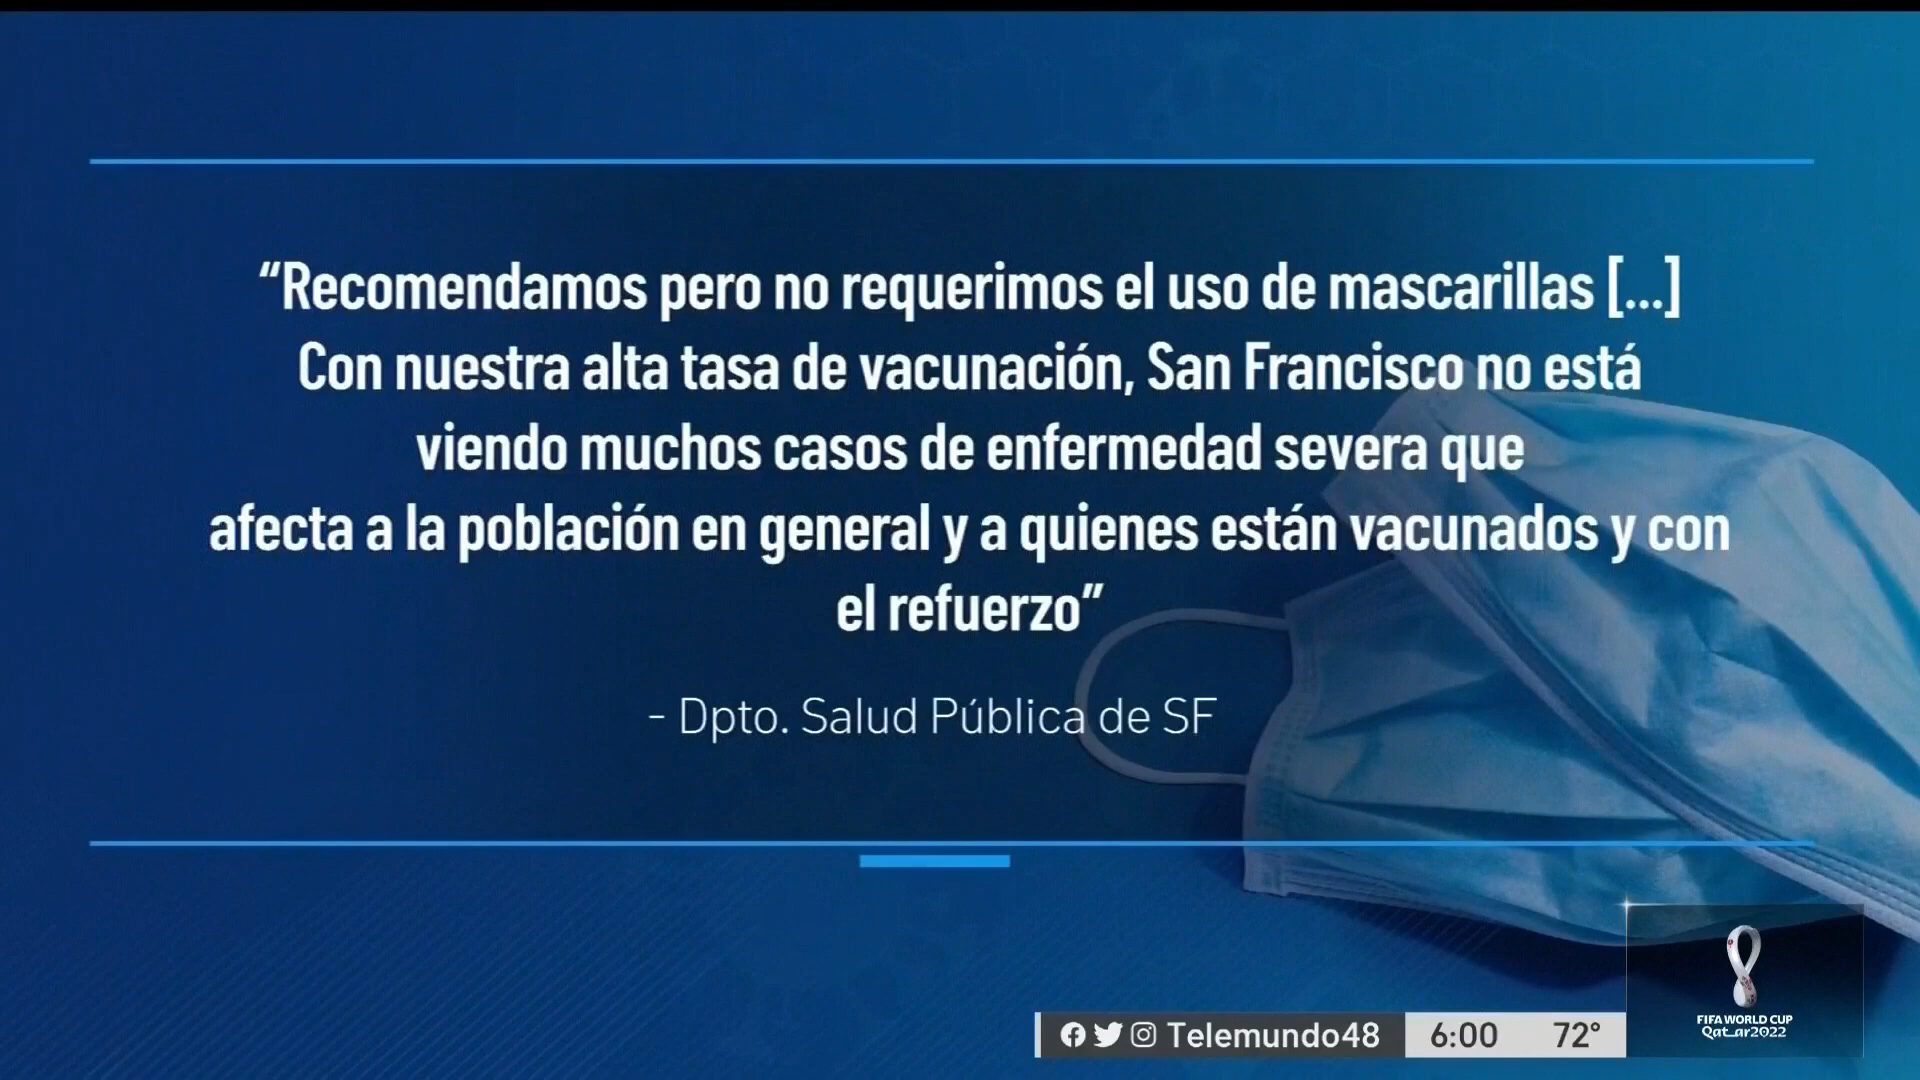 “Recomendamos pero no requerimos el uso de mascarillas [...]
Con nuestra alta tasa de vacunación, San Francisco no está
viendo muchos casos de enfermedad severa que
afecta a la población en general y a quienes están vacunados y con
el refuerzo”
- Dpto. Salud Pública de SF
Telemundo48 6:00 72°
FIFA WORLD CUP
Qatar2022